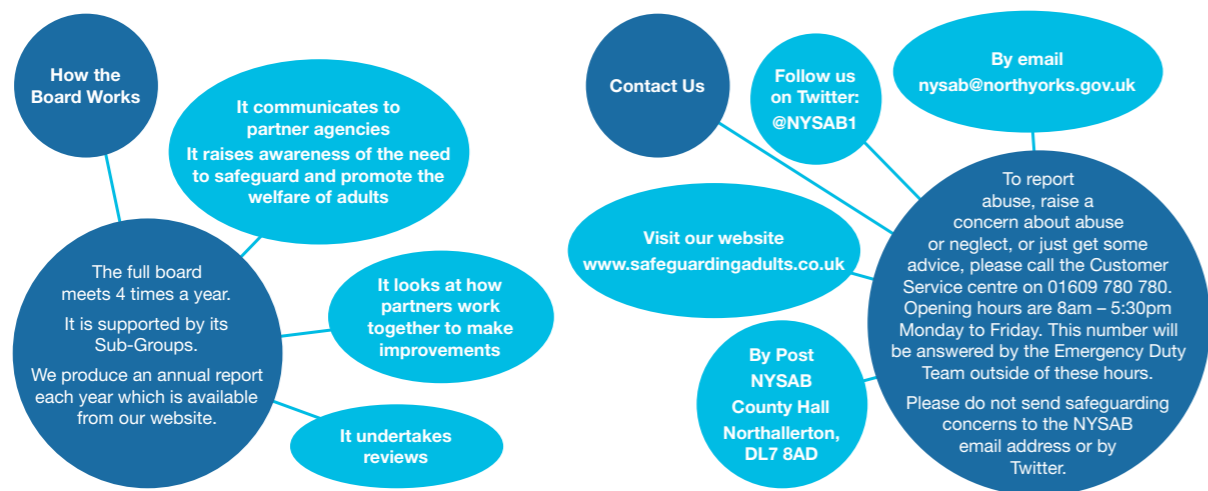 How the
Board Works
It communicates to
partner agencies
It raises awareness of the need
to safeguard and promote the
welfare of adults
The full board
meets 4 times a year.
It is supported by its
Sub-Groups.
We produce an annual report
each year which is available
from our website.
It looks at how
partners work
together to make
improvements
It undertakes
reviews
Contact Us
Follow us
on Twitter:
@NYSAB1
By email
nysab@northyorks.gov.uk
Visit our website
www.safeguardingadults.co.uk
By Post
NYSAB
County Hall
Northallerton,
DL7 8AD
To report
abuse, raise a
concern about abuse
or neglect, or just get some
advice, please call the Customer
Service centre on 01609 780 780.
Opening hours are 8am – 5:30pm
Monday to Friday. This number will
be answered by the Emergency Duty
Team outside of these hours.
Please do not send safeguarding
concerns to the NYSAB
email address or by
Twitter.